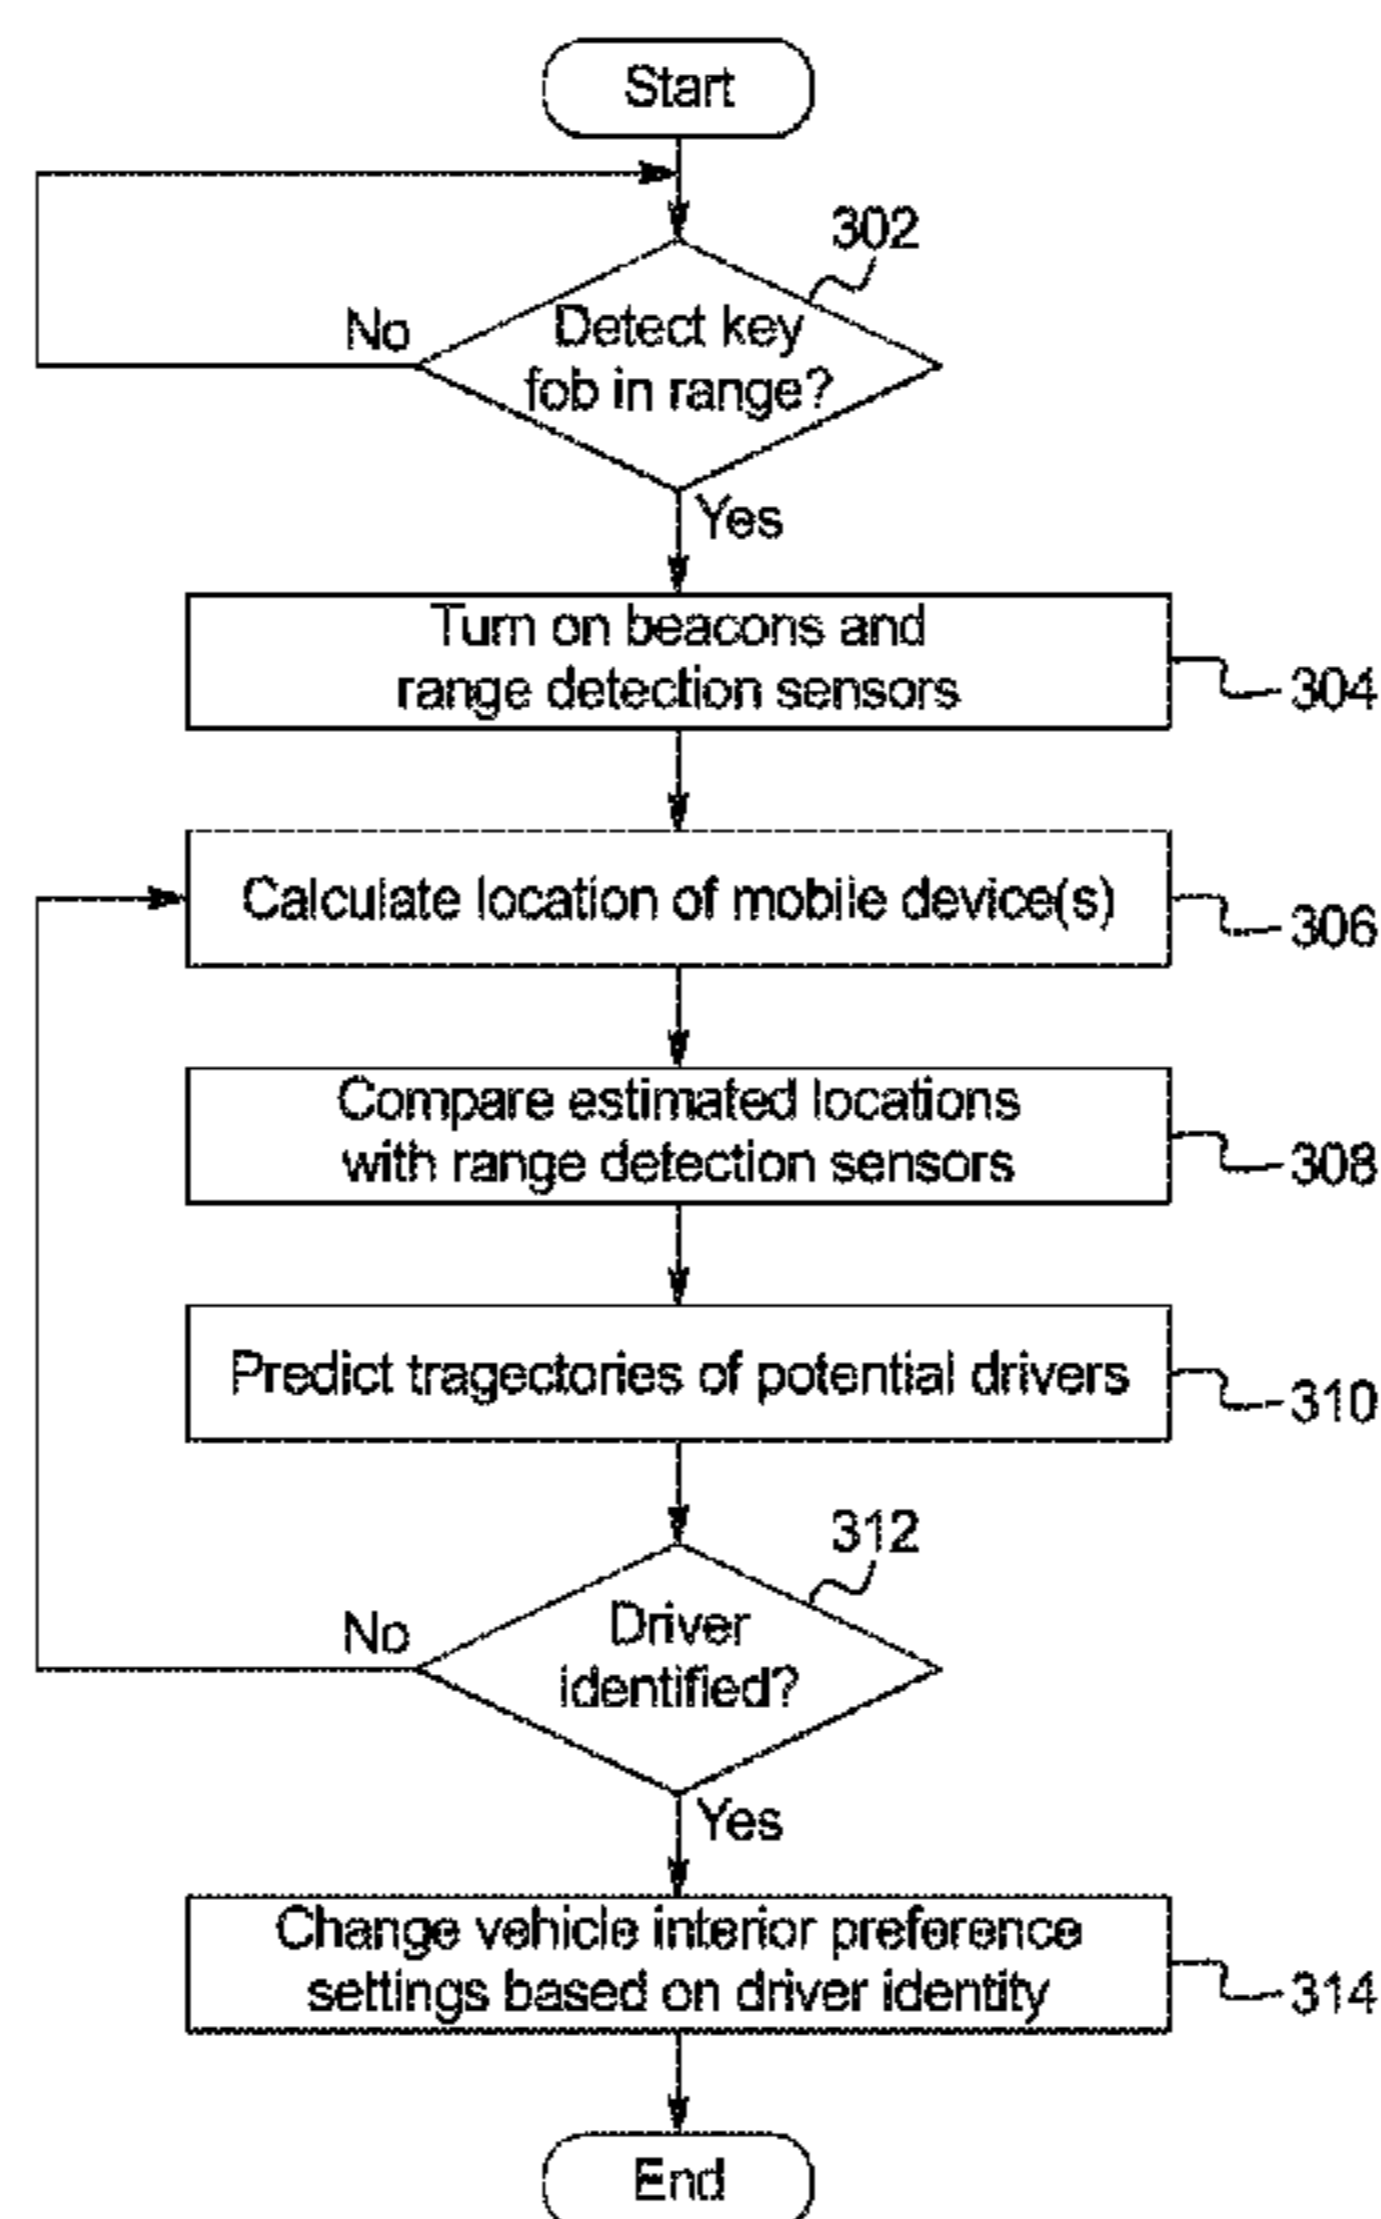 Start
302
No
Detect key
fob in range?
Yes
Turn on beacons and
range detection sensors
304
Calculate location of mobile device(s)
306
Compare estimated locations
with range detection sensors
308
Predict tragectories of potential drivers
310
312
No
Driver
identified?
Yes
Change vehicle interior preference
settings based on driver identity
314
End